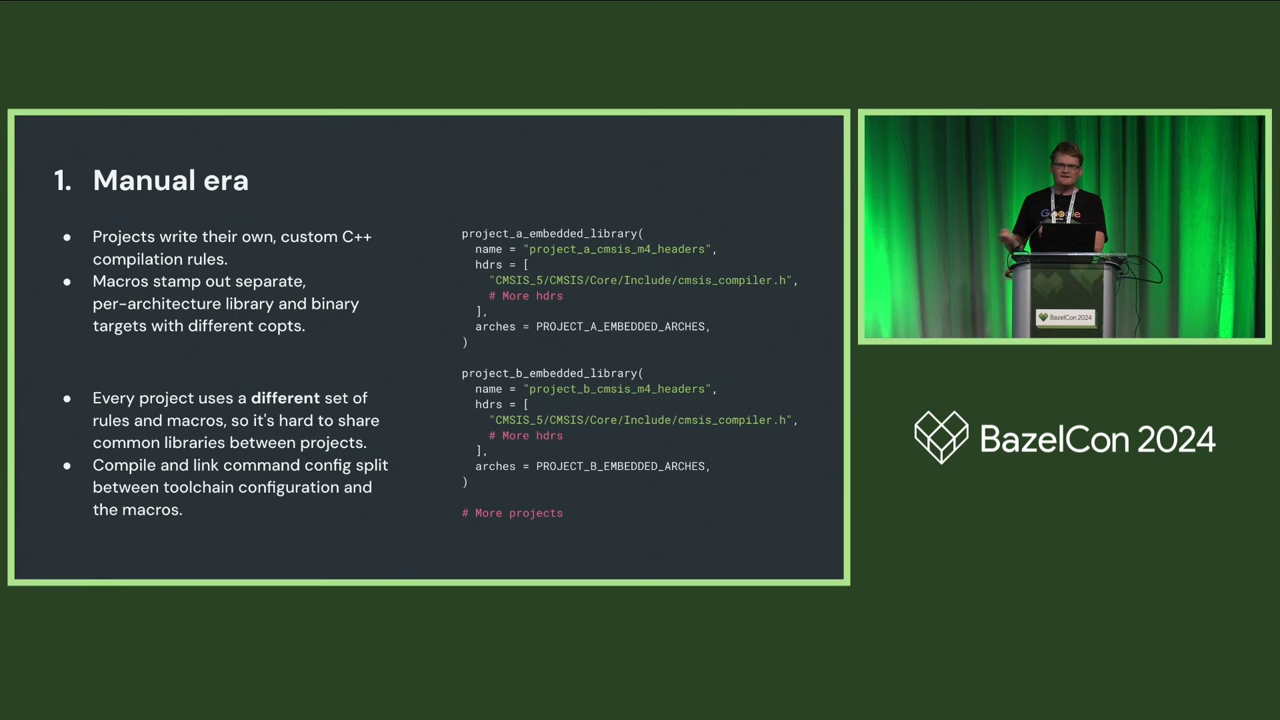 1. Manual era
● Projects write their own, custom C++
compilation rules.
● Macros stamp out separate,
per-architecture library and binary
targets with different copts.
● Every project uses a different set of
rules and macros, so it's hard to share
common libraries between projects.
● Compile and link command config split
between toolchain configuration and
the macros.
project_a_embedded_library(
name = "project_a_cmsis_m4_headers",
hdrs = [
"CMSIS_5/CMSIS/Core/Include/cmsis_compiler.h",
# More hdrs
],
arches = PROJECT_A_EMBEDDED_ARCHES,
)
project_b_embedded_library(
name = "project_b_cmsis_m4_headers",
hdrs = [
"CMSIS_5/CMSIS/Core/Include/cmsis_compiler.h",
# More hdrs
],
arches = PROJECT_B_EMBEDDED_ARCHES,
)
# More projects
Google
BazelCon 2024
BazelCon 2024